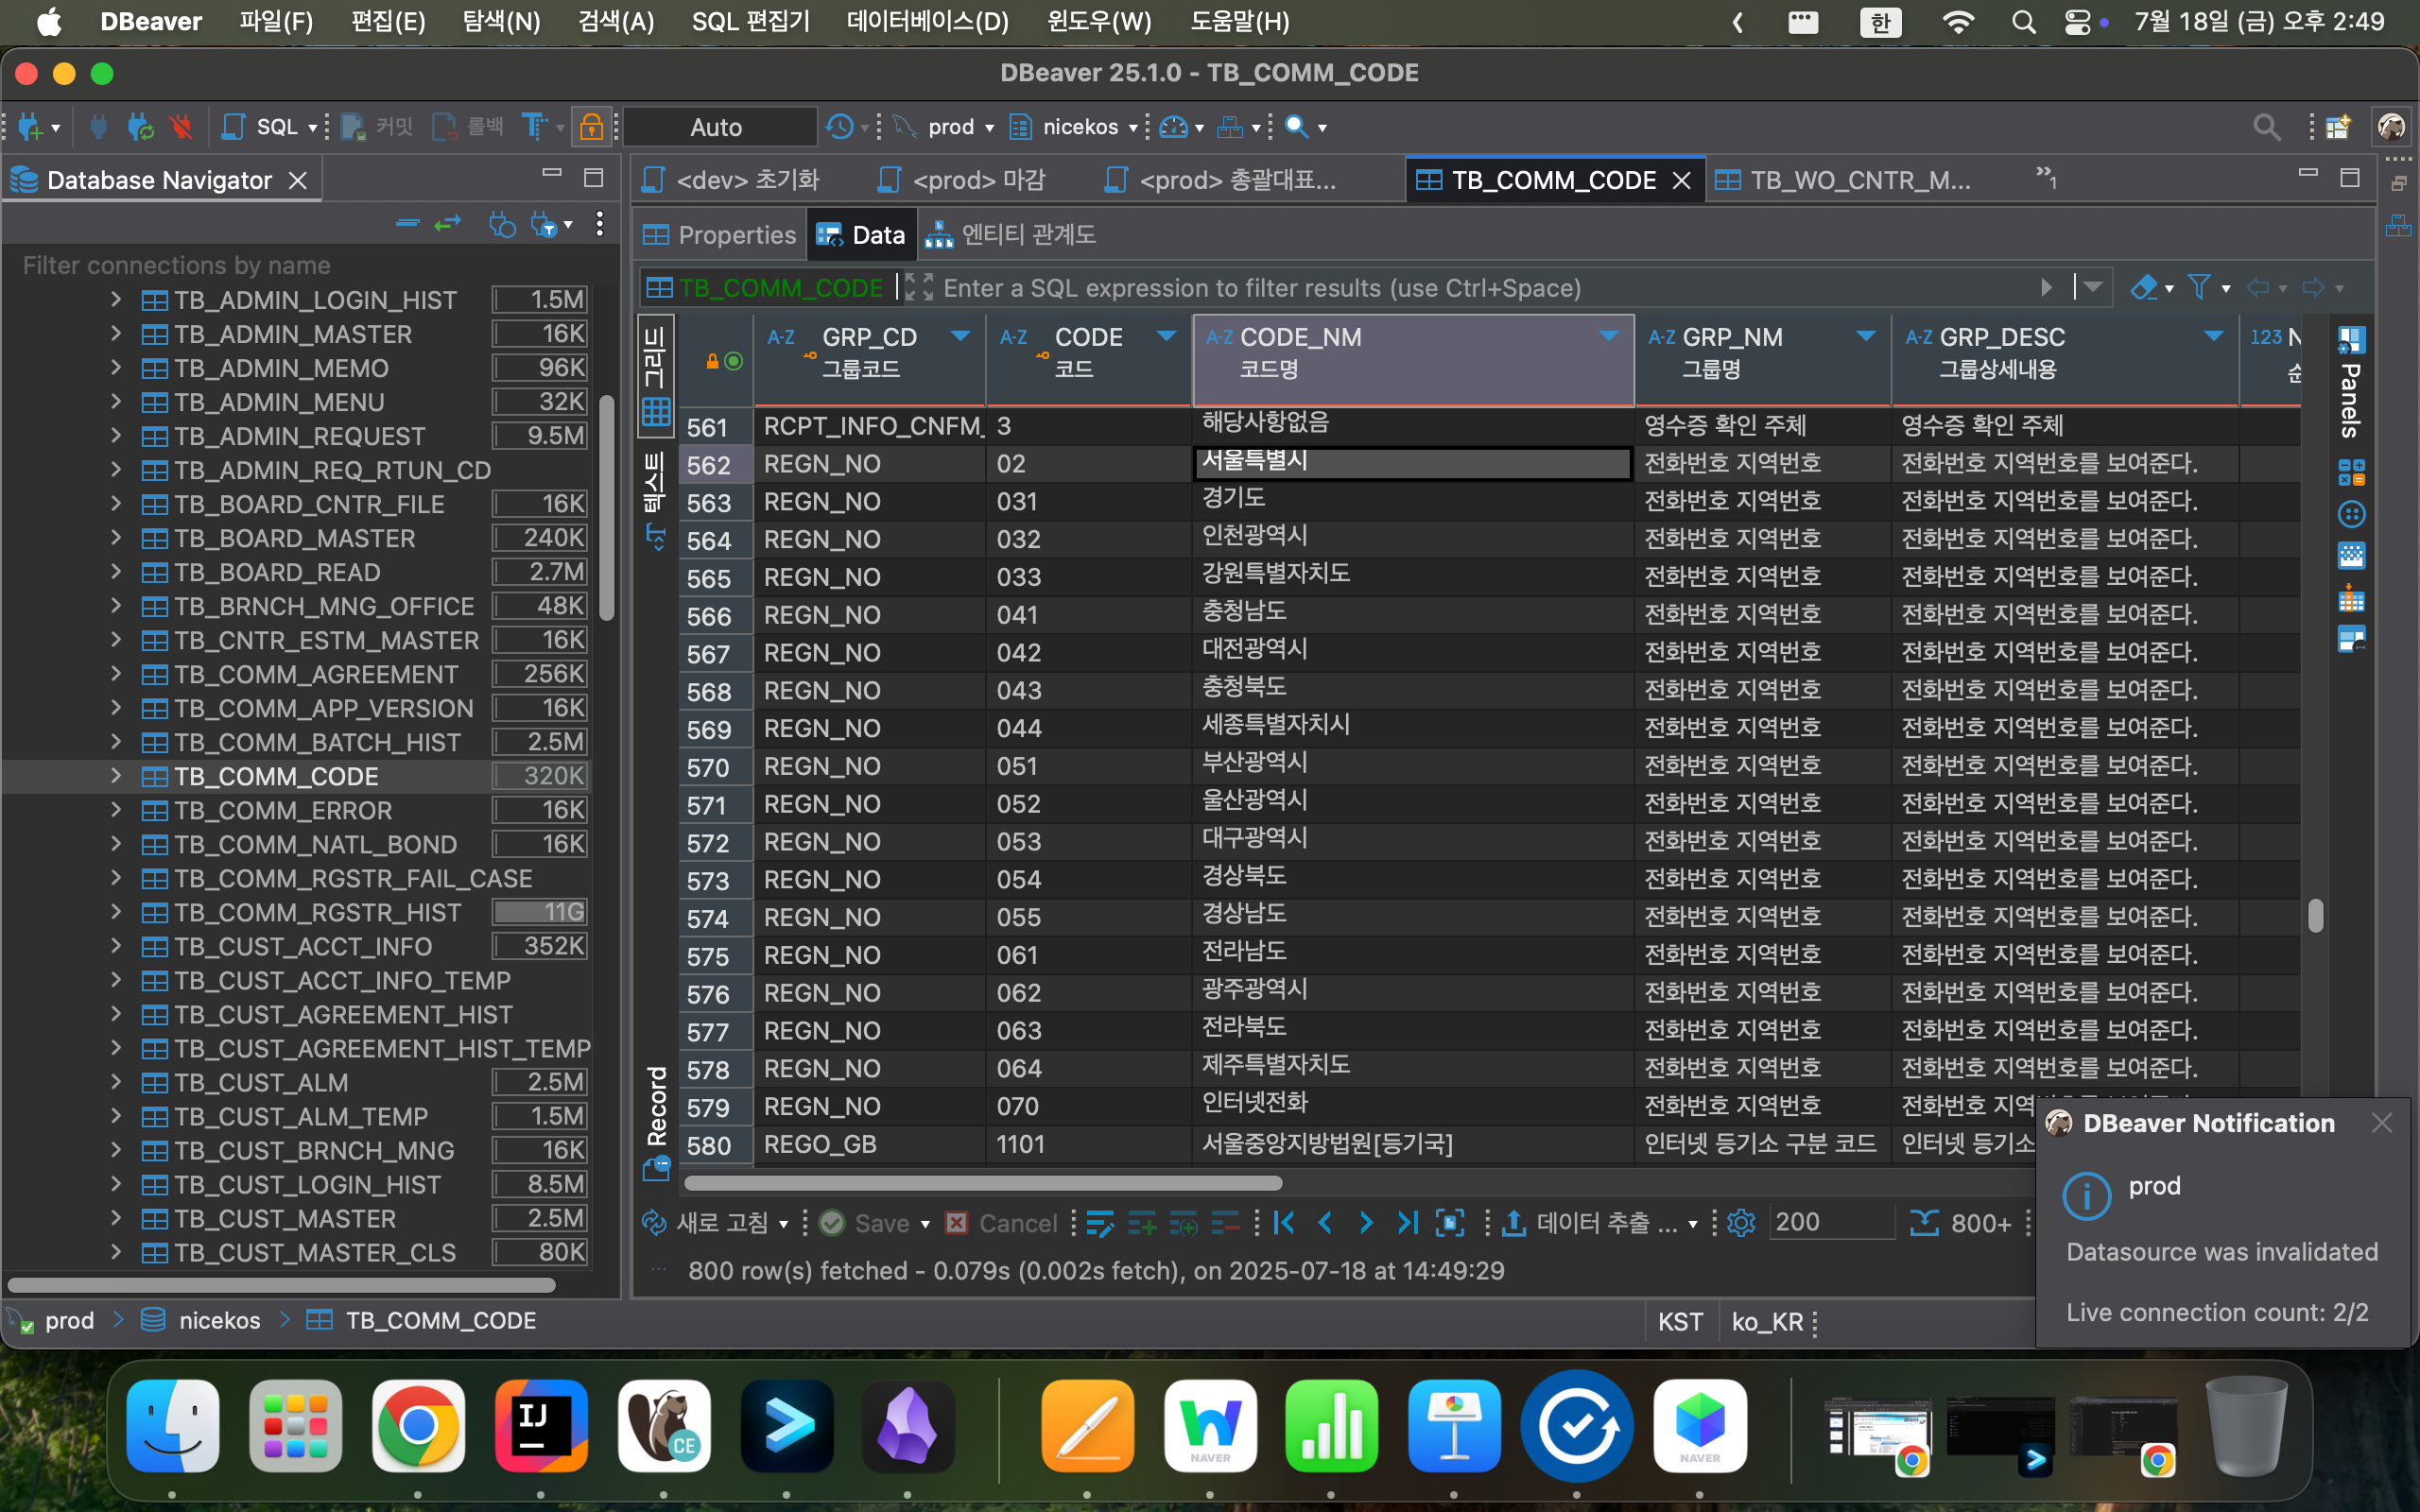 DBeaver 파일(F) 편집(E) 탐색(N) 검색(A) SQL 편집기 데이터베이스(D) 윈도우(W) 도움말(H) 한 7월 18일 (금) 오후 2:49
DBeaver 25.1.0 - TB_COMM_CODE
SQL 커밋 롤백 Auto prod nicekos
Database Navigator
<dev> 초기화 <prod> 마감 <prod> 총괄대표... TB_COMM_CODE TB_WO_CNTR_M... »1
Properties Data 엔티티 관계도
Filter connections by name
TB_COMM_CODE Enter a SQL expression to filter results (use Ctrl+Space)
TB_ADMIN_LOGIN_HIST 1.5M
TB_ADMIN_MASTER 16K
TB_ADMIN_MEMO 96K
TB_ADMIN_MENU 32K
TB_ADMIN_REQUEST 9.5M
TB_ADMIN_REQ_RTUN_CD
TB_BOARD_CNTR_FILE 16K
TB_BOARD_MASTER 240K
TB_BOARD_READ 2.7M
TB_BRNCH_MNG_OFFICE 48K
TB_CNTR_ESTM_MASTER 16K
TB_COMM_AGREEMENT 256K
TB_COMM_APP_VERSION 16K
TB_COMM_BATCH_HIST 2.5M
TB_COMM_CODE 320K
TB_COMM_ERROR 16K
TB_COMM_NATL_BOND 16K
TB_COMM_RGSTR_FAIL_CASE
TB_COMM_RGSTR_HIST 11G
TB_CUST_ACCT_INFO 352K
TB_CUST_ACCT_INFO_TEMP
TB_CUST_AGREEMENT_HIST
TB_CUST_AGREEMENT_HIST_TEMP
TB_CUST_ALM 2.5M
TB_CUST_ALM_TEMP 1.5M
TB_CUST_BRNCH_MNG 16K
TB_CUST_LOGIN_HIST 8.5M
TB_CUST_MASTER 2.5M
TB_CUST_MASTER_CLS 80K
그리드
텍스트
Record
A-Z GRP_CD A-Z CODE A-Z CODE_NM A-Z GRP_NM A-Z GRP_DESC 123 N
그룹코드 코드 코드명 그룹명 그룹상세내용 순
561 RCPT_INFO_CNFM_ 3 해당사항없음 영수증 확인 주체 영수증 확인 주체
562 REGN_NO 02 서울특별시 전화번호 지역번호 전화번호 지역번호를 보여준다.
563 REGN_NO 031 경기도 전화번호 지역번호 전화번호 지역번호를 보여준다.
564 REGN_NO 032 인천광역시 전화번호 지역번호 전화번호 지역번호를 보여준다.
565 REGN_NO 033 강원특별자치도 전화번호 지역번호 전화번호 지역번호를 보여준다.
566 REGN_NO 041 충청남도 전화번호 지역번호 전화번호 지역번호를 보여준다.
567 REGN_NO 042 대전광역시 전화번호 지역번호 전화번호 지역번호를 보여준다.
568 REGN_NO 043 충청북도 전화번호 지역번호 전화번호 지역번호를 보여준다.
569 REGN_NO 044 세종특별자치시 전화번호 지역번호 전화번호 지역번호를 보여준다.
570 REGN_NO 051 부산광역시 전화번호 지역번호 전화번호 지역번호를 보여준다.
571 REGN_NO 052 울산광역시 전화번호 지역번호 전화번호 지역번호를 보여준다.
572 REGN_NO 053 대구광역시 전화번호 지역번호 전화번호 지역번호를 보여준다.
573 REGN_NO 054 경상북도 전화번호 지역번호 전화번호 지역번호를 보여준다.
574 REGN_NO 055 경상남도 전화번호 지역번호 전화번호 지역번호를 보여준다.
575 REGN_NO 061 전라남도 전화번호 지역번호 전화번호 지역번호를 보여준다.
576 REGN_NO 062 광주광역시 전화번호 지역번호 전화번호 지역번호를 보여준다.
577 REGN_NO 063 전라북도 전화번호 지역번호 전화번호 지역번호를 보여준다.
578 REGN_NO 064 제주특별자치도 전화번호 지역번호 전화번호 지역번호를 보여준다.
579 REGN_NO 070 인터넷전화 전화번호 지역번호 전화번호 지역
580 REGO_GB 1101 서울중앙지방법원[등기국] 인터넷 등기소 구분 코드 인터넷 등기소
Panels
새로 고침 Save Cancel 데이터 추출 ... 200 800+
800 row(s) fetched - 0.079s (0.002s fetch), on 2025-07-18 at 14:49:29
DBeaver Notification
prod
Datasource was invalidated
Live connection count: 2/2
prod nicekos TB_COMM_CODE KST ko_KR
IJ
CE
NAVER
NAVER